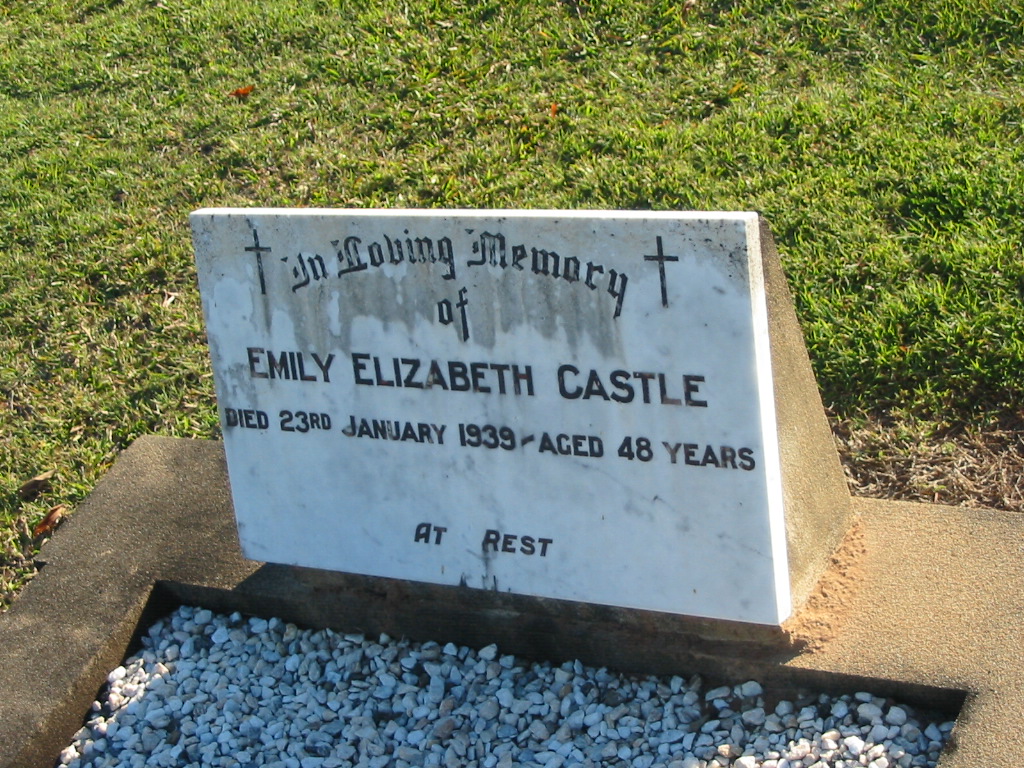 In Loving Memory
of
EMILY ELIZABETH CASTLE
DIED 23RD JANUARY 1939 - AGED 48 YEARS
AT REST